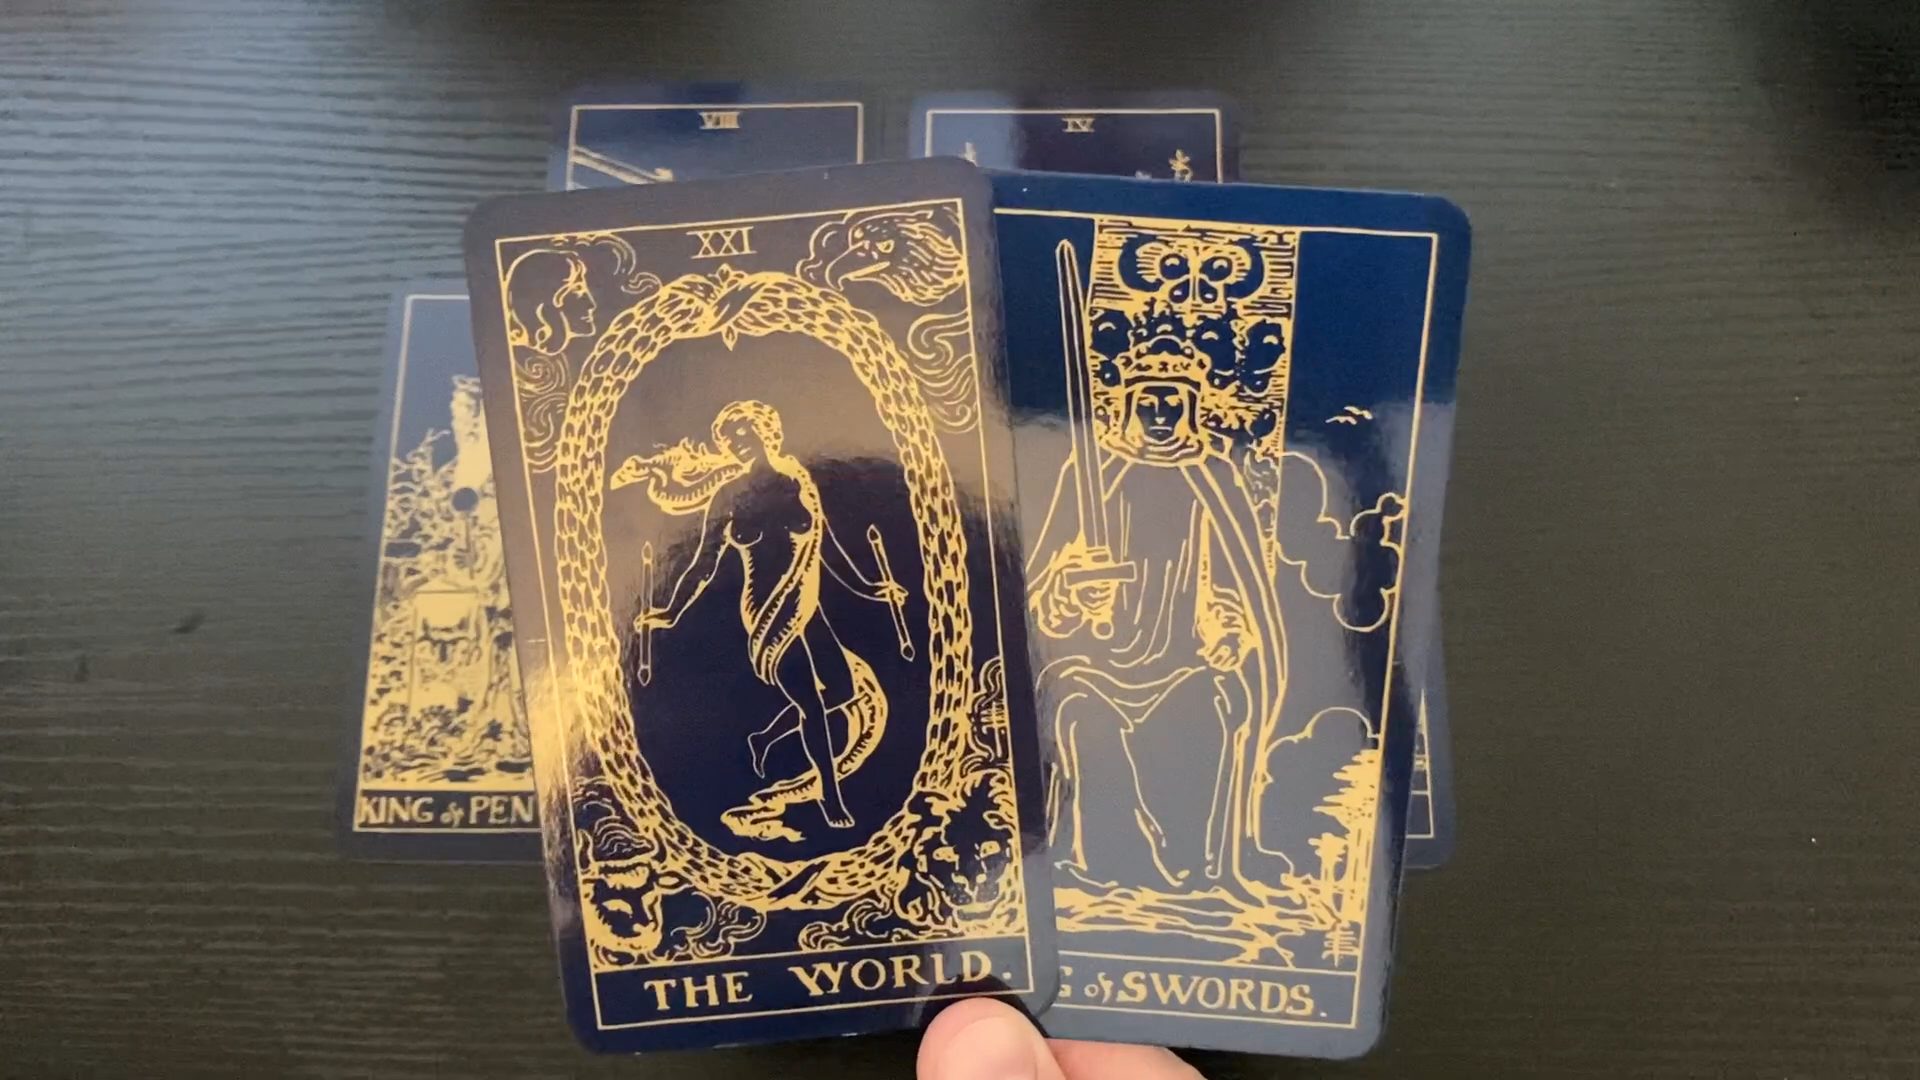 VIII
IV
XXI
KING of PEN
THE WORLD.
G of SWORDS.